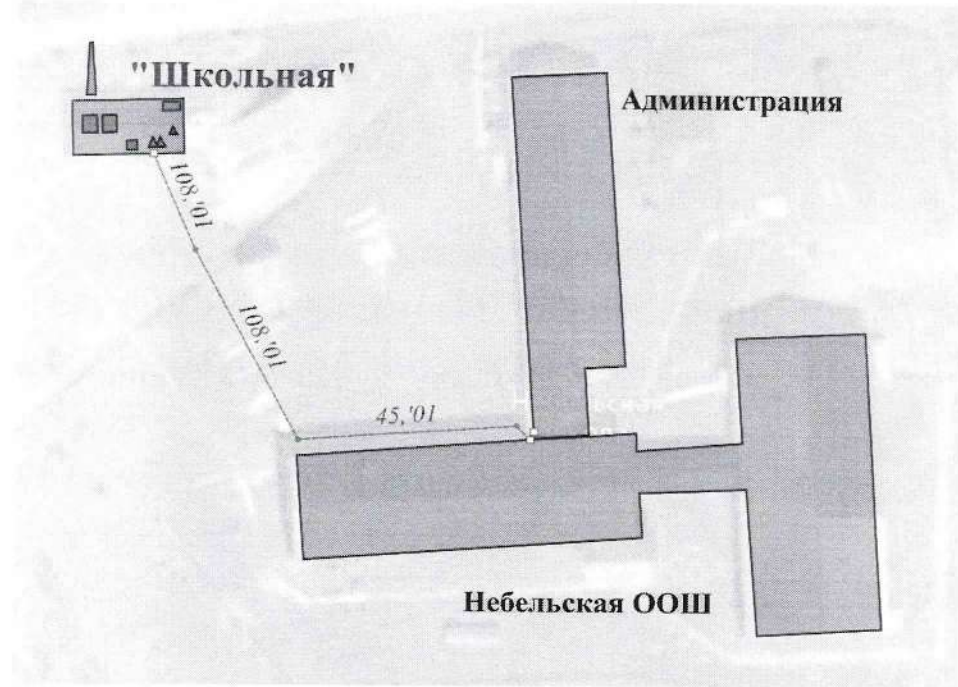 "Школьная"
Администрация
108,'01
108,'01
45,'01
Небельская ООШ